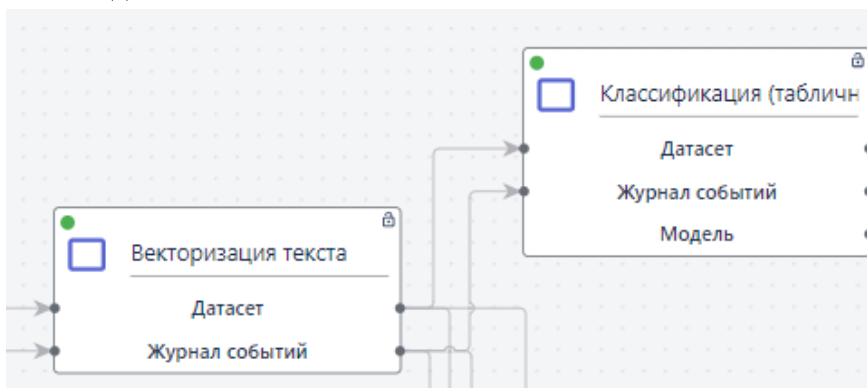 Классификация (табличн
Датасет
Журнал событий
Модель
Векторизация текста
Датасет
Журнал событий